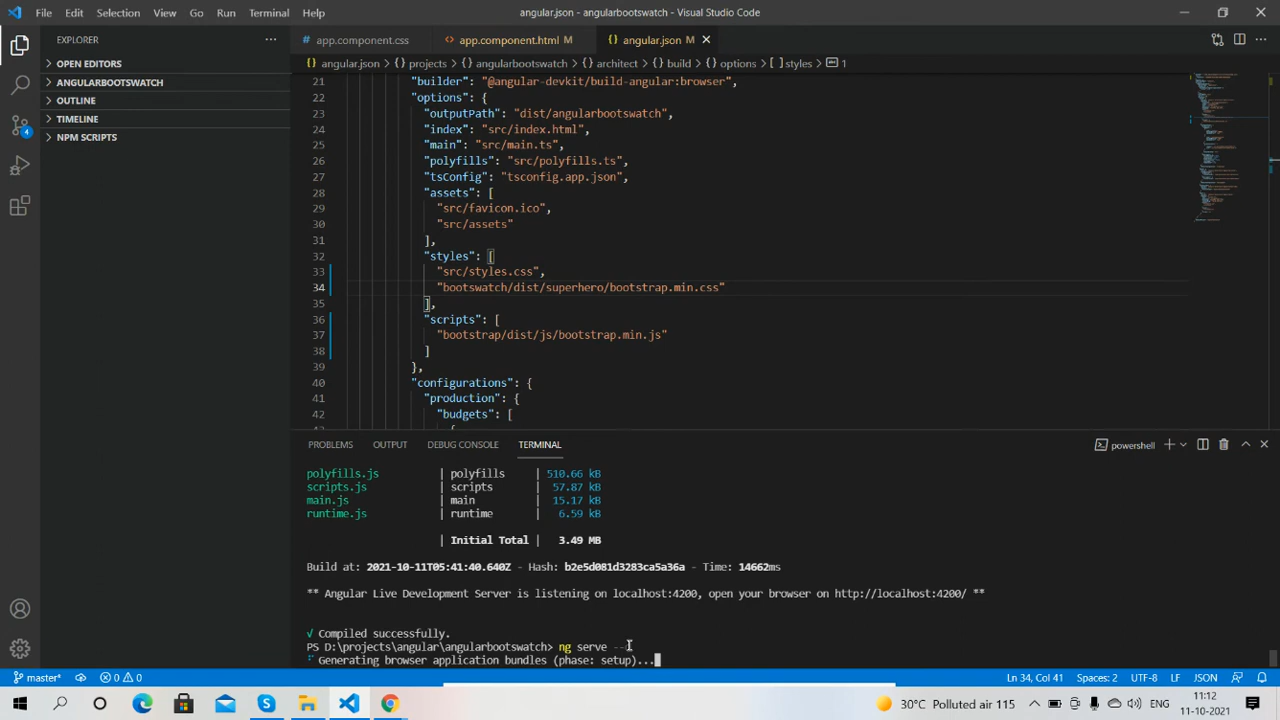 File Edit Selection View Go Run Terminal Help
angular.json - angularbootswatch - Visual Studio Code
EXPLORER
app.component.css
app.component.html M
angular.json M
OPEN EDITORS
ANGULARBOOTSWATCH
OUTLINE
TIMELINE
NPM SCRIPTS
angular.json > projects > angularbootswatch > architect > build > options > styles > 1
21 "builder": "@angular-devkit/build-angular:browser",
22 "options": {
23 "outputPath": "dist/angularbootswatch",
24 "index": "src/index.html",
25 "main": "src/main.ts",
26 "polyfills": "src/polyfills.ts",
27 "tsConfig": "tsconfig.app.json",
28 "assets": [
29 "src/favicon.ico",
30 "src/assets"
31 ],
32 "styles": [
33 "src/styles.css",
34 "bootswatch/dist/superhero/bootstrap.min.css"
35 ],
36 "scripts": [
37 "bootstrap/dist/js/bootstrap.min.js"
38 ]
39 },
40 "configurations": {
41 "production": {
42 "budgets": [
PROBLEMS OUTPUT DEBUG CONSOLE TERMINAL
powershell
polyfills.js | polyfills | 510.66 kB
scripts.js | scripts | 57.87 kB
main.js | main | 15.17 kB
runtime.js | runtime | 6.59 kB
| Initial Total | 3.49 MB
Build at: 2021-10-11T05:41:40.640Z - Hash: b2e5d081d3283ca5a36a - Time: 14662ms
** Angular Live Development Server is listening on localhost:4200, open your browser on http://localhost:4200/ **
√ Compiled successfully.
PS D:\projects\angular\angularbootswatch> ng serve
Generating browser application bundles (phase: setup)...
4
master* 0 0
Ln 34, Col 41 Spaces: 2 UTF-8 LF JSON
30°C Polluted air 115
ENG
11:12
11-10-2021